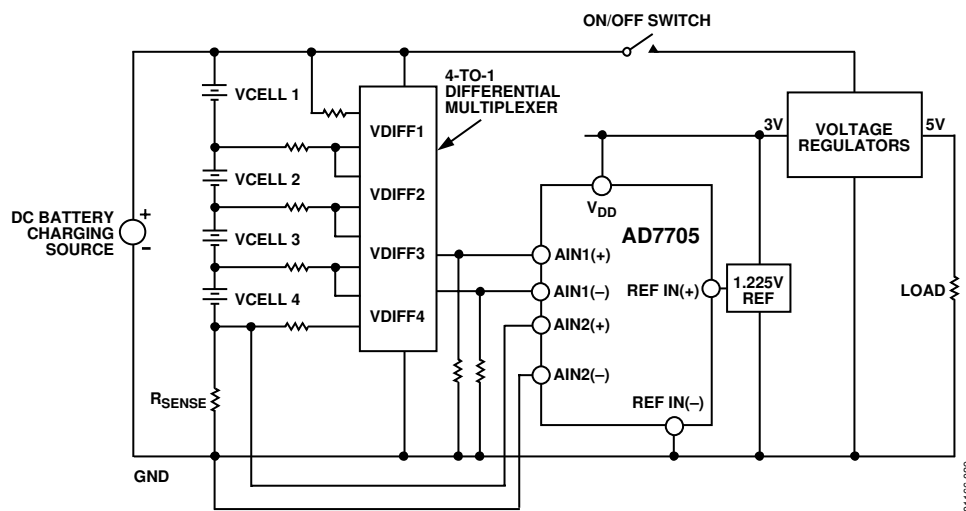 ON/OFF SWITCH
4-TO-1
DIFFERENTIAL
MULTIPLEXER
VCELL 1
VDIFF1
3V
VOLTAGE
REGULATORS
5V
VCELL 2
VDIFF2
V_DD
DC BATTERY
CHARGING
SOURCE
+
–
VCELL 3
VDIFF3
AD7705
AIN1(+)
VCELL 4
AIN1(–)
REF IN(+)
1.225V
REF
LOAD
VDIFF4
AIN2(+)
AIN2(–)
R_SENSE
REF IN(–)
GND